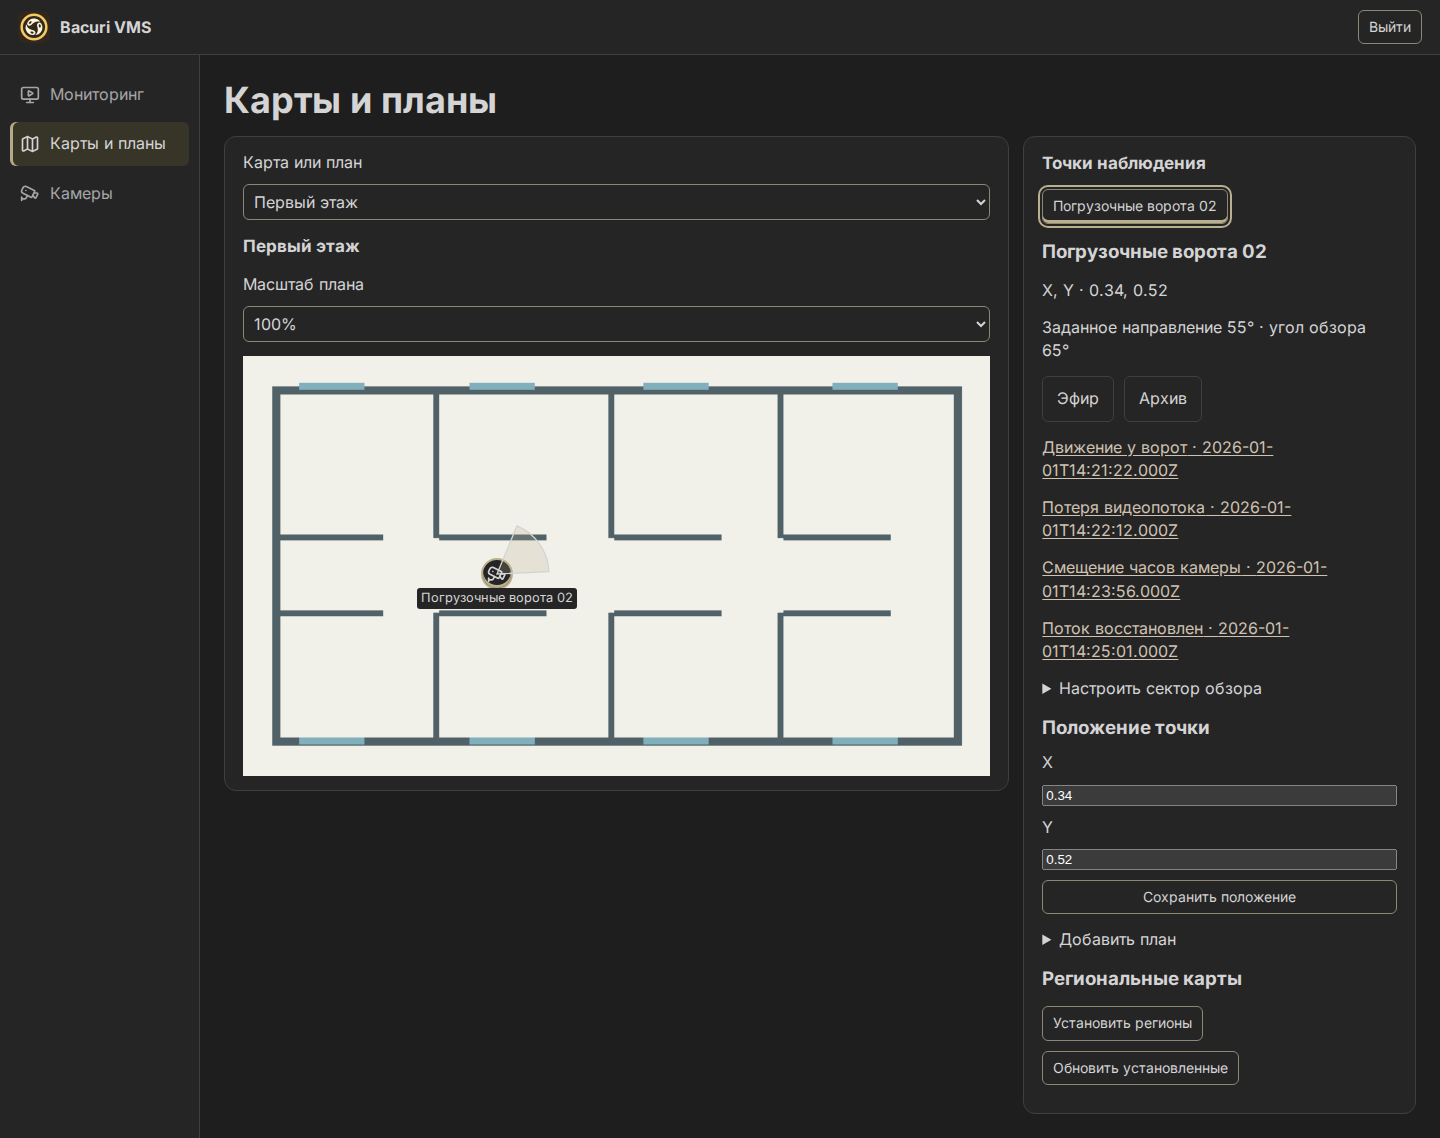 Bacuri VMS
Выйти
Мониторинг
Карты и планы
Камеры
Карты и планы
Карта или план
Первый этаж
Первый этаж
Масштаб плана
100%
Погрузочные ворота 02
Точки наблюдения
Погрузочные ворота 02
Погрузочные ворота 02
X, Y · 0.34, 0.52
Заданное направление 55° · угол обзора
65°
Эфир
Архив
Движение у ворот · 2026-01-
01T14:21:22.000Z
Потеря видеопотока · 2026-01-
01T14:22:12.000Z
Смещение часов камеры · 2026-01-
01T14:23:56.000Z
Поток восстановлен · 2026-01-
01T14:25:01.000Z
Настроить сектор обзора
Положение точки
X
0.34
Y
0.52
Сохранить положение
Добавить план
Региональные карты
Установить регионы
Обновить установленные